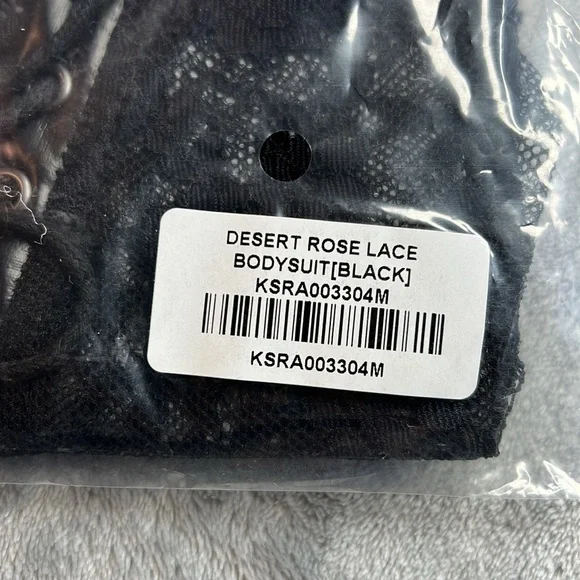 DESERT ROSE LACE
BODYSUIT[BLACK]
KSRA003304M
KSRA003304M